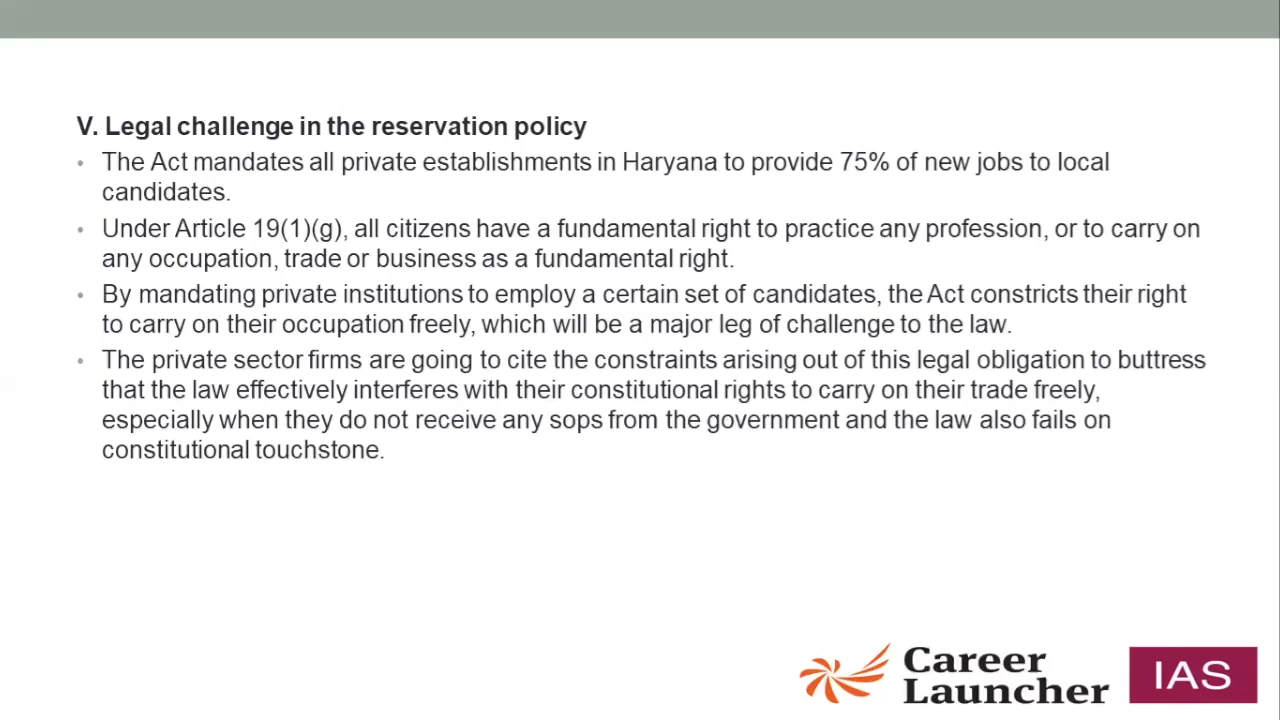 V. Legal challenge in the reservation policy
• The Act mandates all private establishments in Haryana to provide 75% of new jobs to local
candidates.
• Under Article 19(1)(g), all citizens have a fundamental right to practice any profession, or to carry on
any occupation, trade or business as a fundamental right.
• By mandating private institutions to employ a certain set of candidates, the Act constricts their right
to carry on their occupation freely, which will be a major leg of challenge to the law.
• The private sector firms are going to cite the constraints arising out of this legal obligation to buttress
that the law effectively interferes with their constitutional rights to carry on their trade freely,
especially when they do not receive any sops from the government and the law also fails on
constitutional touchstone.
Career
Launcher
IAS